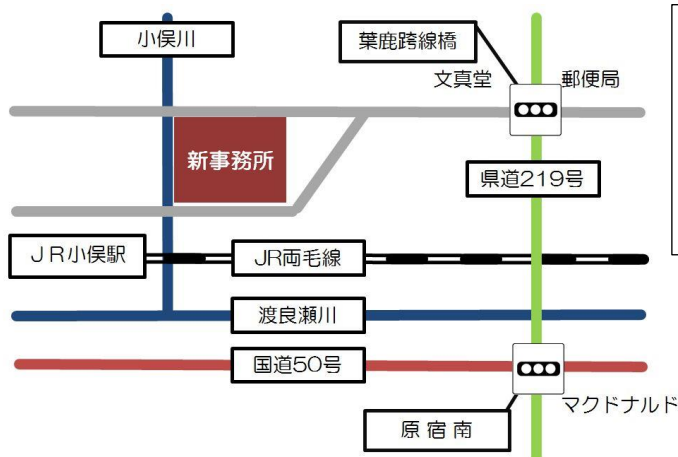 小俣川
葉鹿跨線橋
文真堂
郵便局
新事務所
県道219号
ＪＲ小俣駅
JR両毛線
渡良瀬川
国道50号
マクドナルド
原宿南